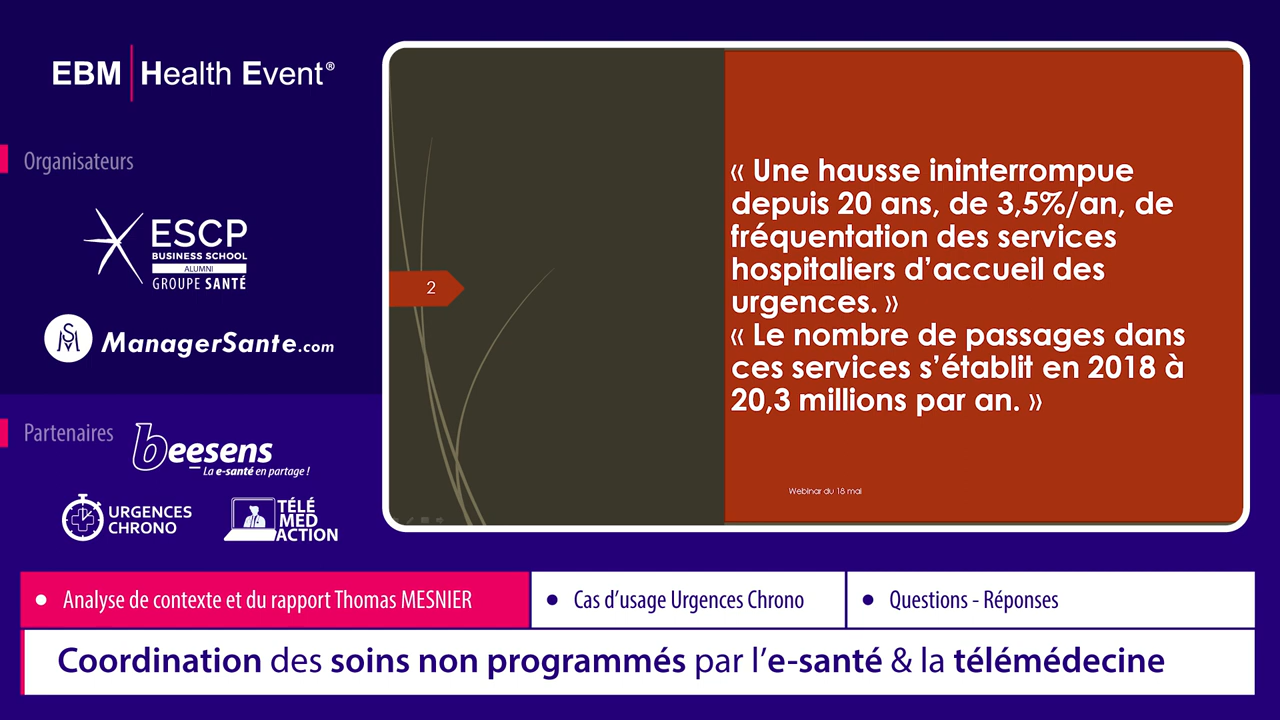 EBM Health Event®
Organisateurs
ESCP
BUSINESS SCHOOL
ALUMNI
GROUPE SANTÉ
SM ManagerSante.com
Partenaires
beesens
La e-santé en partage !
URGENCES
CHRONO
TÉLÉ
MED
ACTION
2
« Une hausse ininterrompue
depuis 20 ans, de 3,5%/an, de
fréquentation des services
hospitaliers d’accueil des
urgences. »
« Le nombre de passages dans
ces services s’établit en 2018 à
20,3 millions par an. »
Webinar du 18 mai
• Analyse de contexte et du rapport Thomas MESNIER
• Cas d’usage Urgences Chrono
• Questions - Réponses
Coordination des soins non programmés par l’e-santé & la télémédecine